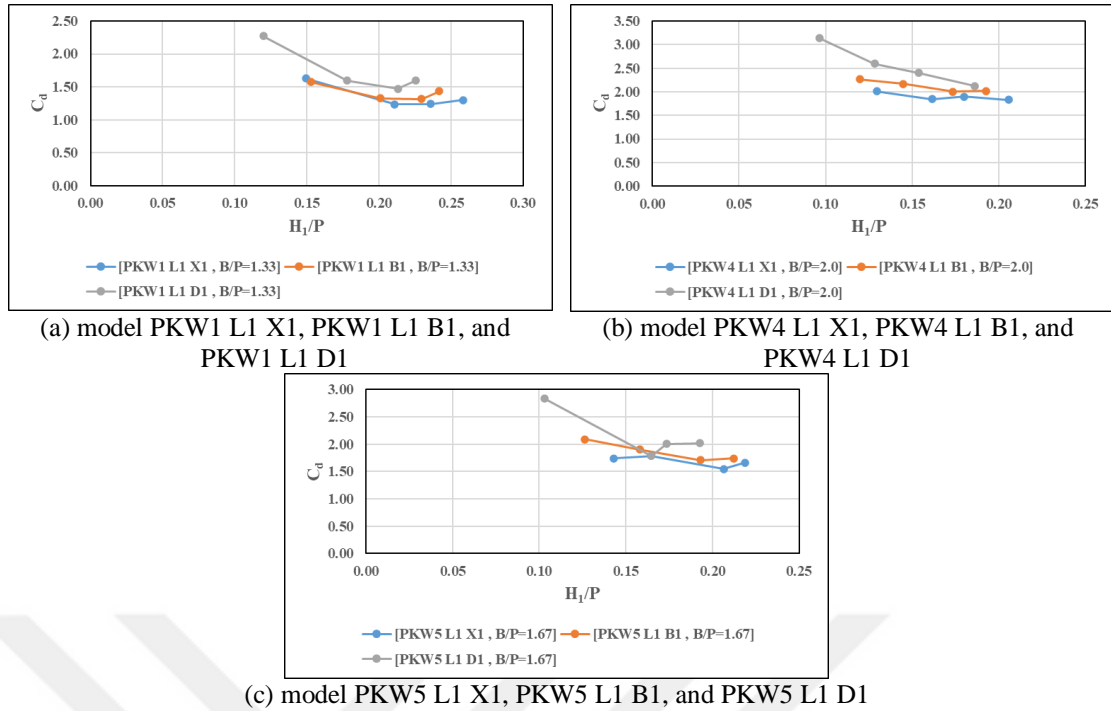 2.50
2.00
1.50
1.00
0.50
0.00
Cd
0.00 0.05 0.10 0.15 0.20 0.25 0.30
H1/P
[PKW1 L1 X1 , B/P=1.33] [PKW1 L1 B1 , B/P=1.33]
[PKW1 L1 D1 , B/P=1.33]
(a) model PKW1 L1 X1, PKW1 L1 B1, and
PKW1 L1 D1
3.50
3.00
2.50
2.00
1.50
1.00
0.50
0.00
Cd
0.00 0.05 0.10 0.15 0.20 0.25
H1/P
[PKW4 L1 X1 , B/P=2.0] [PKW4 L1 B1 , B/P=2.0]
[PKW4 L1 D1 , B/P=2.0]
(b) model PKW4 L1 X1, PKW4 L1 B1, and
PKW4 L1 D1
3.00
2.50
2.00
1.50
1.00
0.50
0.00
Cd
0.00 0.05 0.10 0.15 0.20 0.25
H1/P
[PKW5 L1 X1 , B/P=1.67] [PKW5 L1 B1 , B/P=1.67]
[PKW5 L1 D1 , B/P=1.67]
(c) model PKW5 L1 X1, PKW5 L1 B1, and PKW5 L1 D1